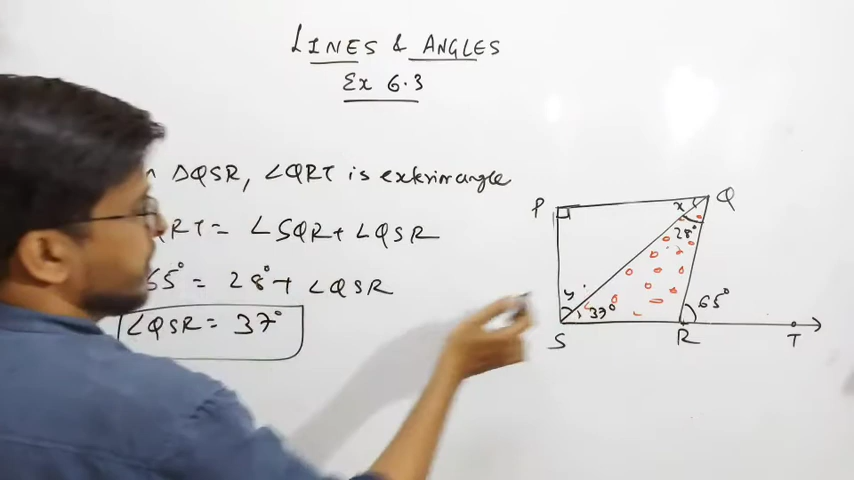 LINES & ANGLES
Ex 6.3
△QSR, ∠QRT is exterior angle
RT = ∠SQR + ∠QSR
65° = 28° + ∠QSR
∠QSR = 37°
P
Q
x
28°
y
37°
65°
S
R
T